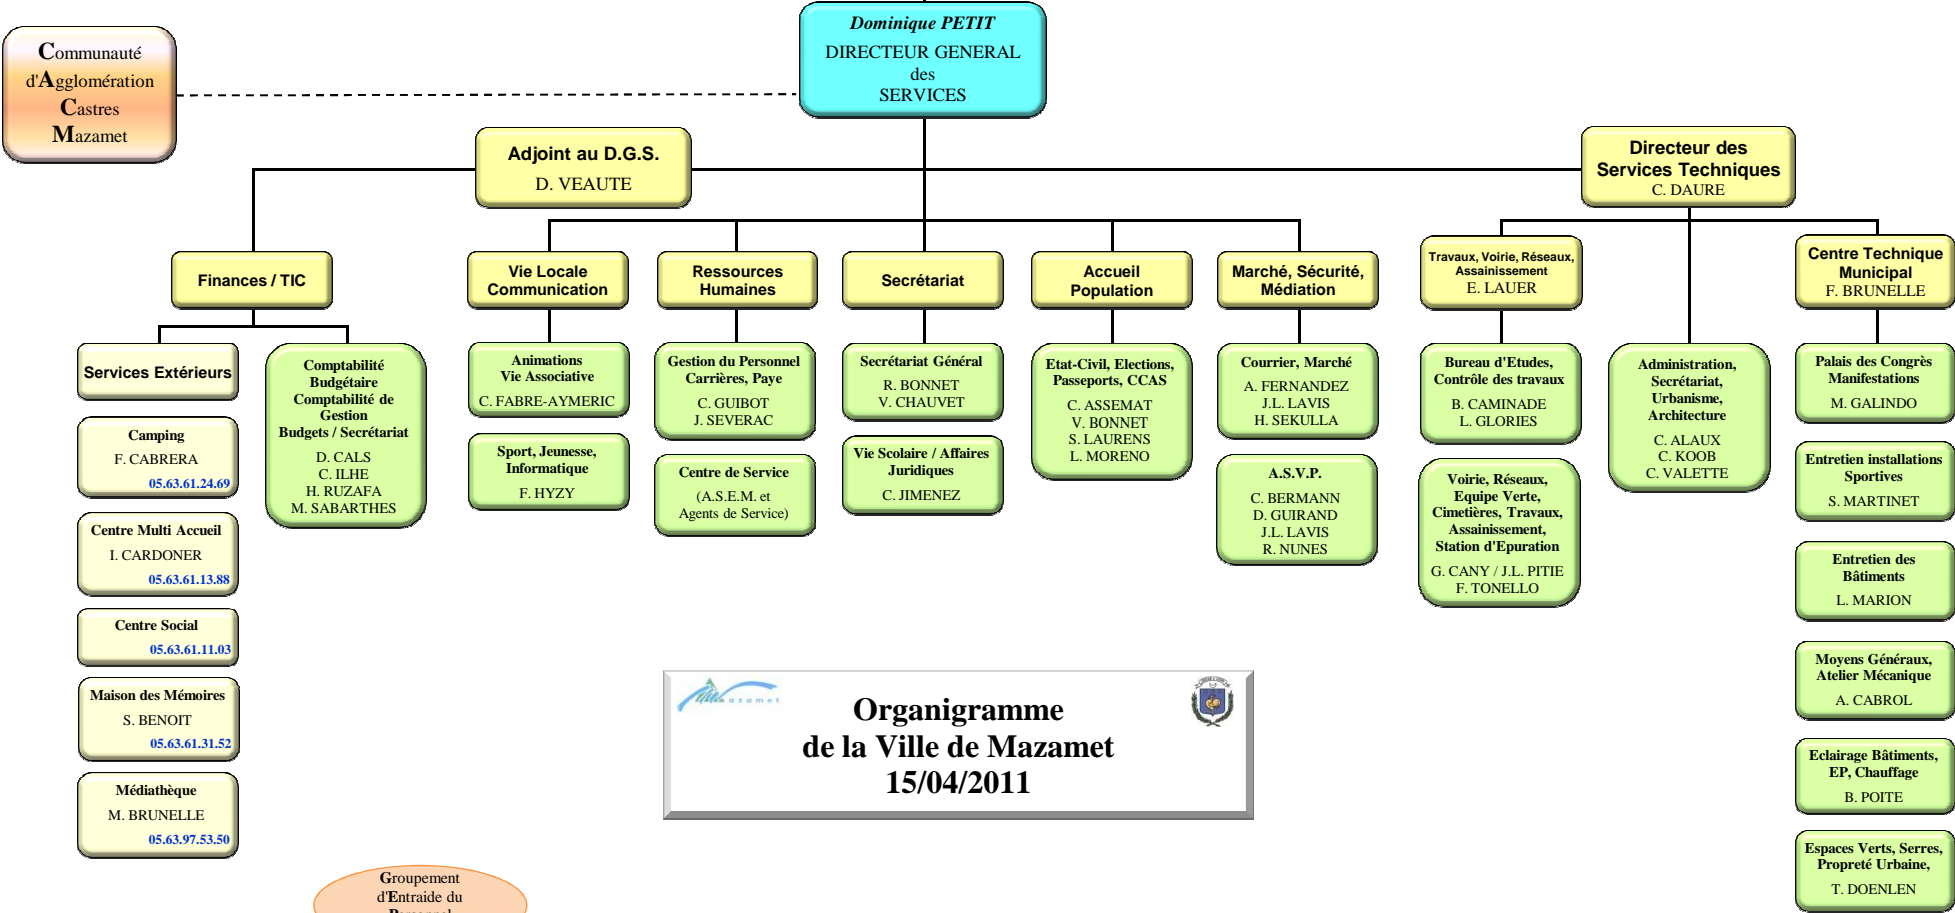 Dominique PETIT
DIRECTEUR GENERAL
des
SERVICES
Communauté
d'Agglomération
Castres
Mazamet
Adjoint au D.G.S.
D. VEAUTE
Directeur des
Services Techniques
C. DAURE
Finances / TIC
Vie Locale
Communication
Ressources
Humaines
Secrétariat
Accueil
Population
Marché, Sécurité,
Médiation
Travaux, Voirie, Réseaux,
Assainissement
E. LAUER
Centre Technique
Municipal
F. BRUNELLE
Services Extérieurs
Camping
F. CABRERA
05.63.61.24.69
Centre Multi Accueil
I. CARDONER
05.63.61.13.88
Centre Social
05.63.61.11.03
Maison des Mémoires
S. BENOIT
05.63.61.31.52
Médiathèque
M. BRUNELLE
05.63.97.53.50
Comptabilité
Budgétaire
Comptabilité de
Gestion
Budgets / Secrétariat
D. CALS
C. ILHE
H. RUZAFA
M. SABARTHES
Animations
Vie Associative
C. FABRE-AYMERIC
Sport, Jeunesse,
Informatique
F. HYZY
Gestion du Personnel
Carrières, Paye
C. GUIBOT
J. SEVERAC
Centre de Service
(A.S.E.M. et
Agents de Service)
Secrétariat Général
R. BONNET
V. CHAUVET
Vie Scolaire / Affaires
Juridiques
C. JIMENEZ
Etat-Civil, Elections,
Passeports, CCAS
C. ASSEMAT
V. BONNET
S. LAURENS
L. MORENO
Courrier, Marché
A. FERNANDEZ
J.L. LAVIS
H. SEKULLA
A.S.V.P.
C. BERMANN
D. GUIRAND
J.L. LAVIS
R. NUNES
Bureau d'Etudes,
Contrôle des travaux
B. CAMINADE
L. GLORIES
Voirie, Réseaux,
Equipe Verte,
Cimetières, Travaux,
Assainissement,
Station d'Epuration
G. CANY / J.L. PITIE
F. TONELLO
Administration,
Secrétariat,
Urbanisme,
Architecture
C. ALAUX
C. KOOB
C. VALETTE
Palais des Congrès
Manifestations
M. GALINDO
Entretien installations
Sportives
S. MARTINET
Entretien des
Bâtiments
L. MARION
Moyens Généraux,
Atelier Mécanique
A. CABROL
Eclairage Bâtiments,
EP, Chauffage
B. POITE
Espaces Verts, Serres,
Propreté Urbaine,
T. DOENLEN
Mazamet
Organigramme
de la Ville de Mazamet
15/04/2011
Groupement
d'Entraide du